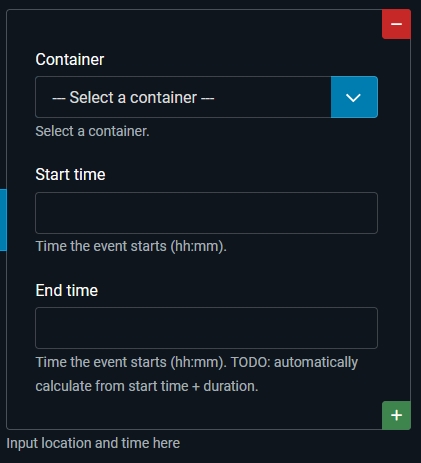 Container
--- Select a container ---
Select a container.
Start time
Time the event starts (hh:mm).
End time
Time the event starts (hh:mm). TODO: automatically
calculate from start time + duration.
Input location and time here